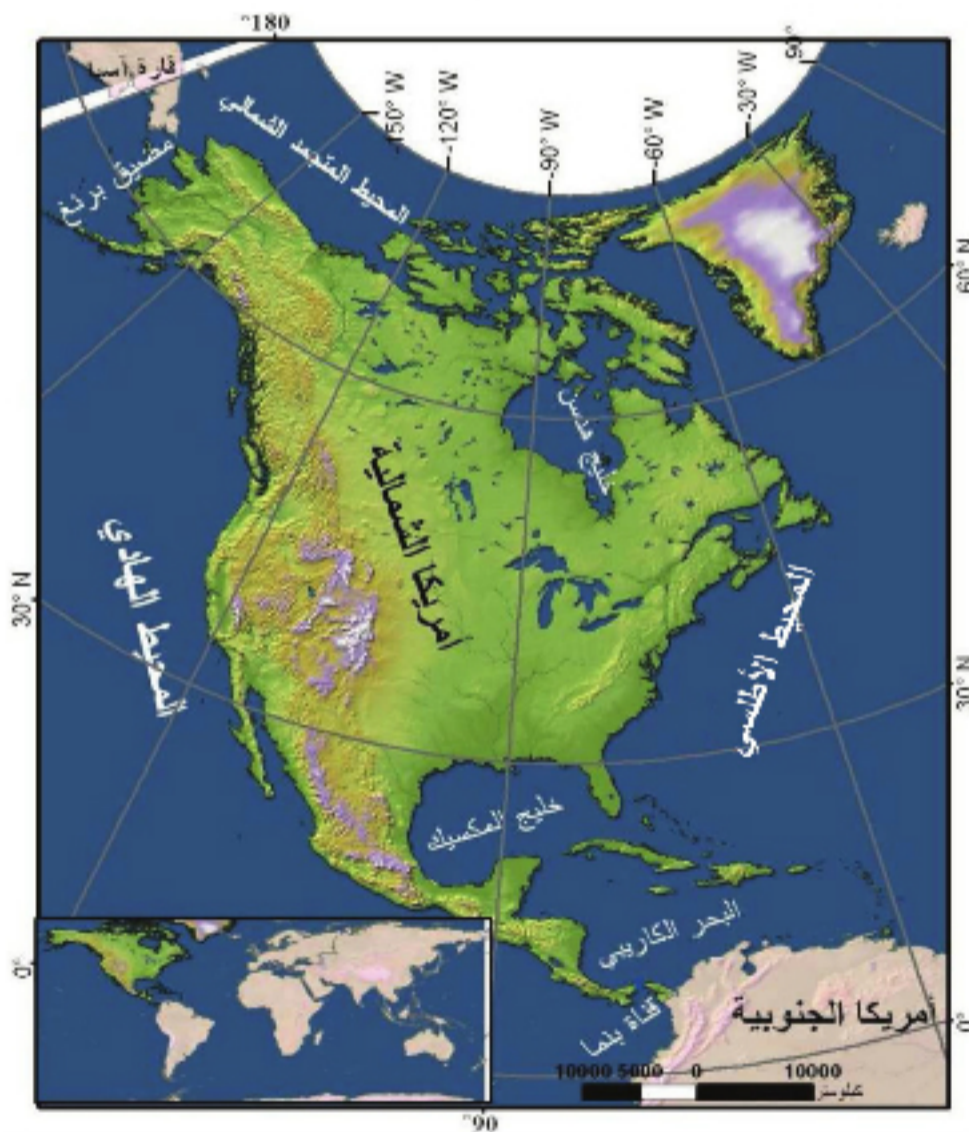 °180
قارة آسيا
مضيق برنغ
المحيط المتجمد الشمالي
-150° W
-120° W
-90° W
-60° W
-30° W
90°
60° N
خليج هدسن
أمريكا الشمالية
المحيط الهادي
المحيط الأطلسي
30° N
30° N
خليج المكسيك
البحر الكاريبي
قناة بنما
أمريكا الجنوبية
0°
0°
10000 5000 0 10000
كيلومتر
°90